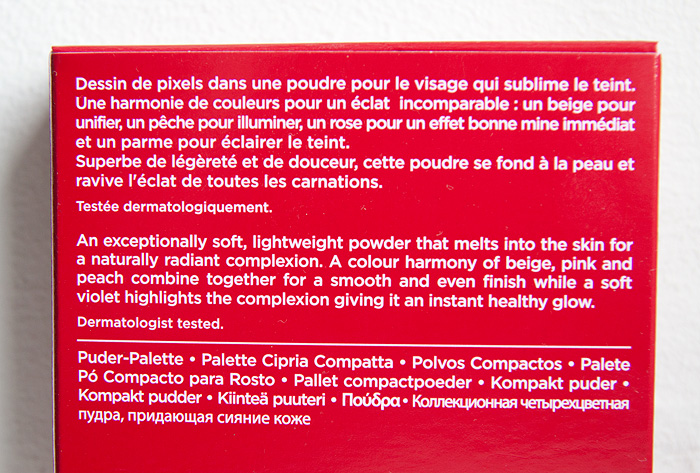 Dessin de pixels dans une poudre pour le visage qui sublime le teint.
Une harmonie de couleurs pour un éclat incomparable : un beige pour
unifier, un pêche pour illuminer, un rose pour un effet bonne mine immédiat
et un parme pour éclairer le teint.
Superbe de légèreté et de douceur, cette poudre se fond à la peau et
ravive l'éclat de toutes les carnations.
Testée dermatologiquement.
An exceptionally soft, lightweight powder that melts into the skin for
a naturally radiant complexion. A colour harmony of beige, pink and
peach combine together for a smooth and even finish while a soft
violet highlights the complexion giving it an instant healthy glow.
Dermatologist tested.
Puder-Palette • Palette Cipria Compatta • Polvos Compactos • Palete
Pó Compacto para Rosto • Pallet compactpoeder • Kompakt puder •
Kompakt pudder • Kiinteä puuteri • Πούδρα • Коллекционная четырехцветная
пудра, придающая сияние коже